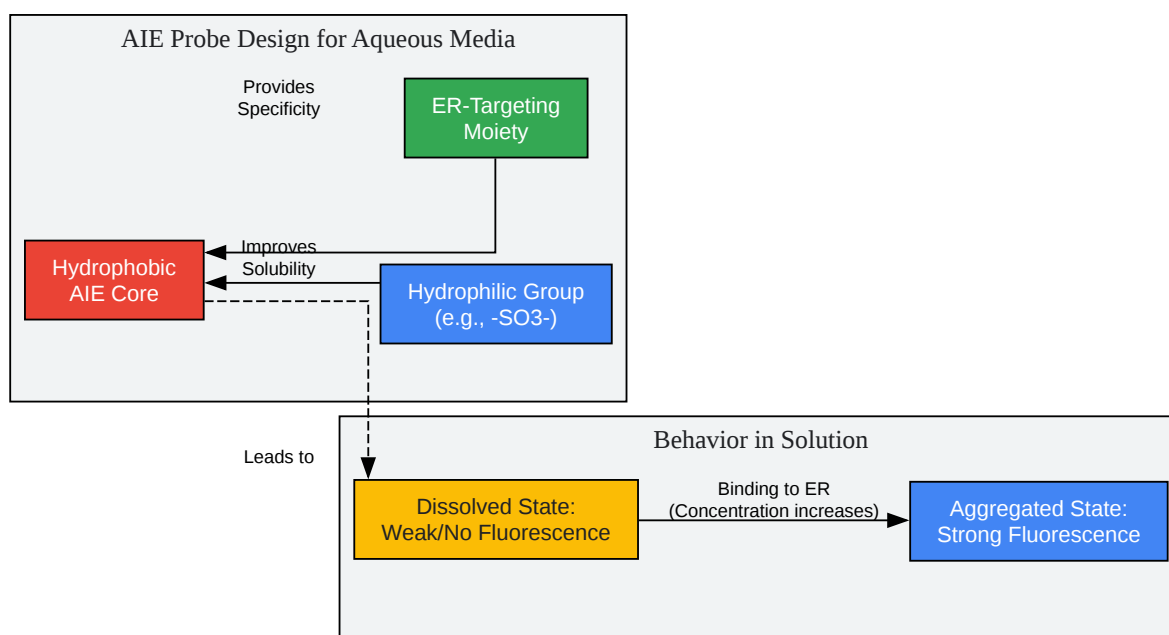 AIE Probe Design for Aqueous Media
Provides
Specificity
ER-Targeting
Moiety
Hydrophobic
AIE Core
Improves
Solubility
Hydrophilic Group
(e.g., -SO3-)
Leads to
Behavior in Solution
Dissolved State:
Weak/No Fluorescence
Binding to ER
(Concentration increases)
Aggregated State:
Strong Fluorescence